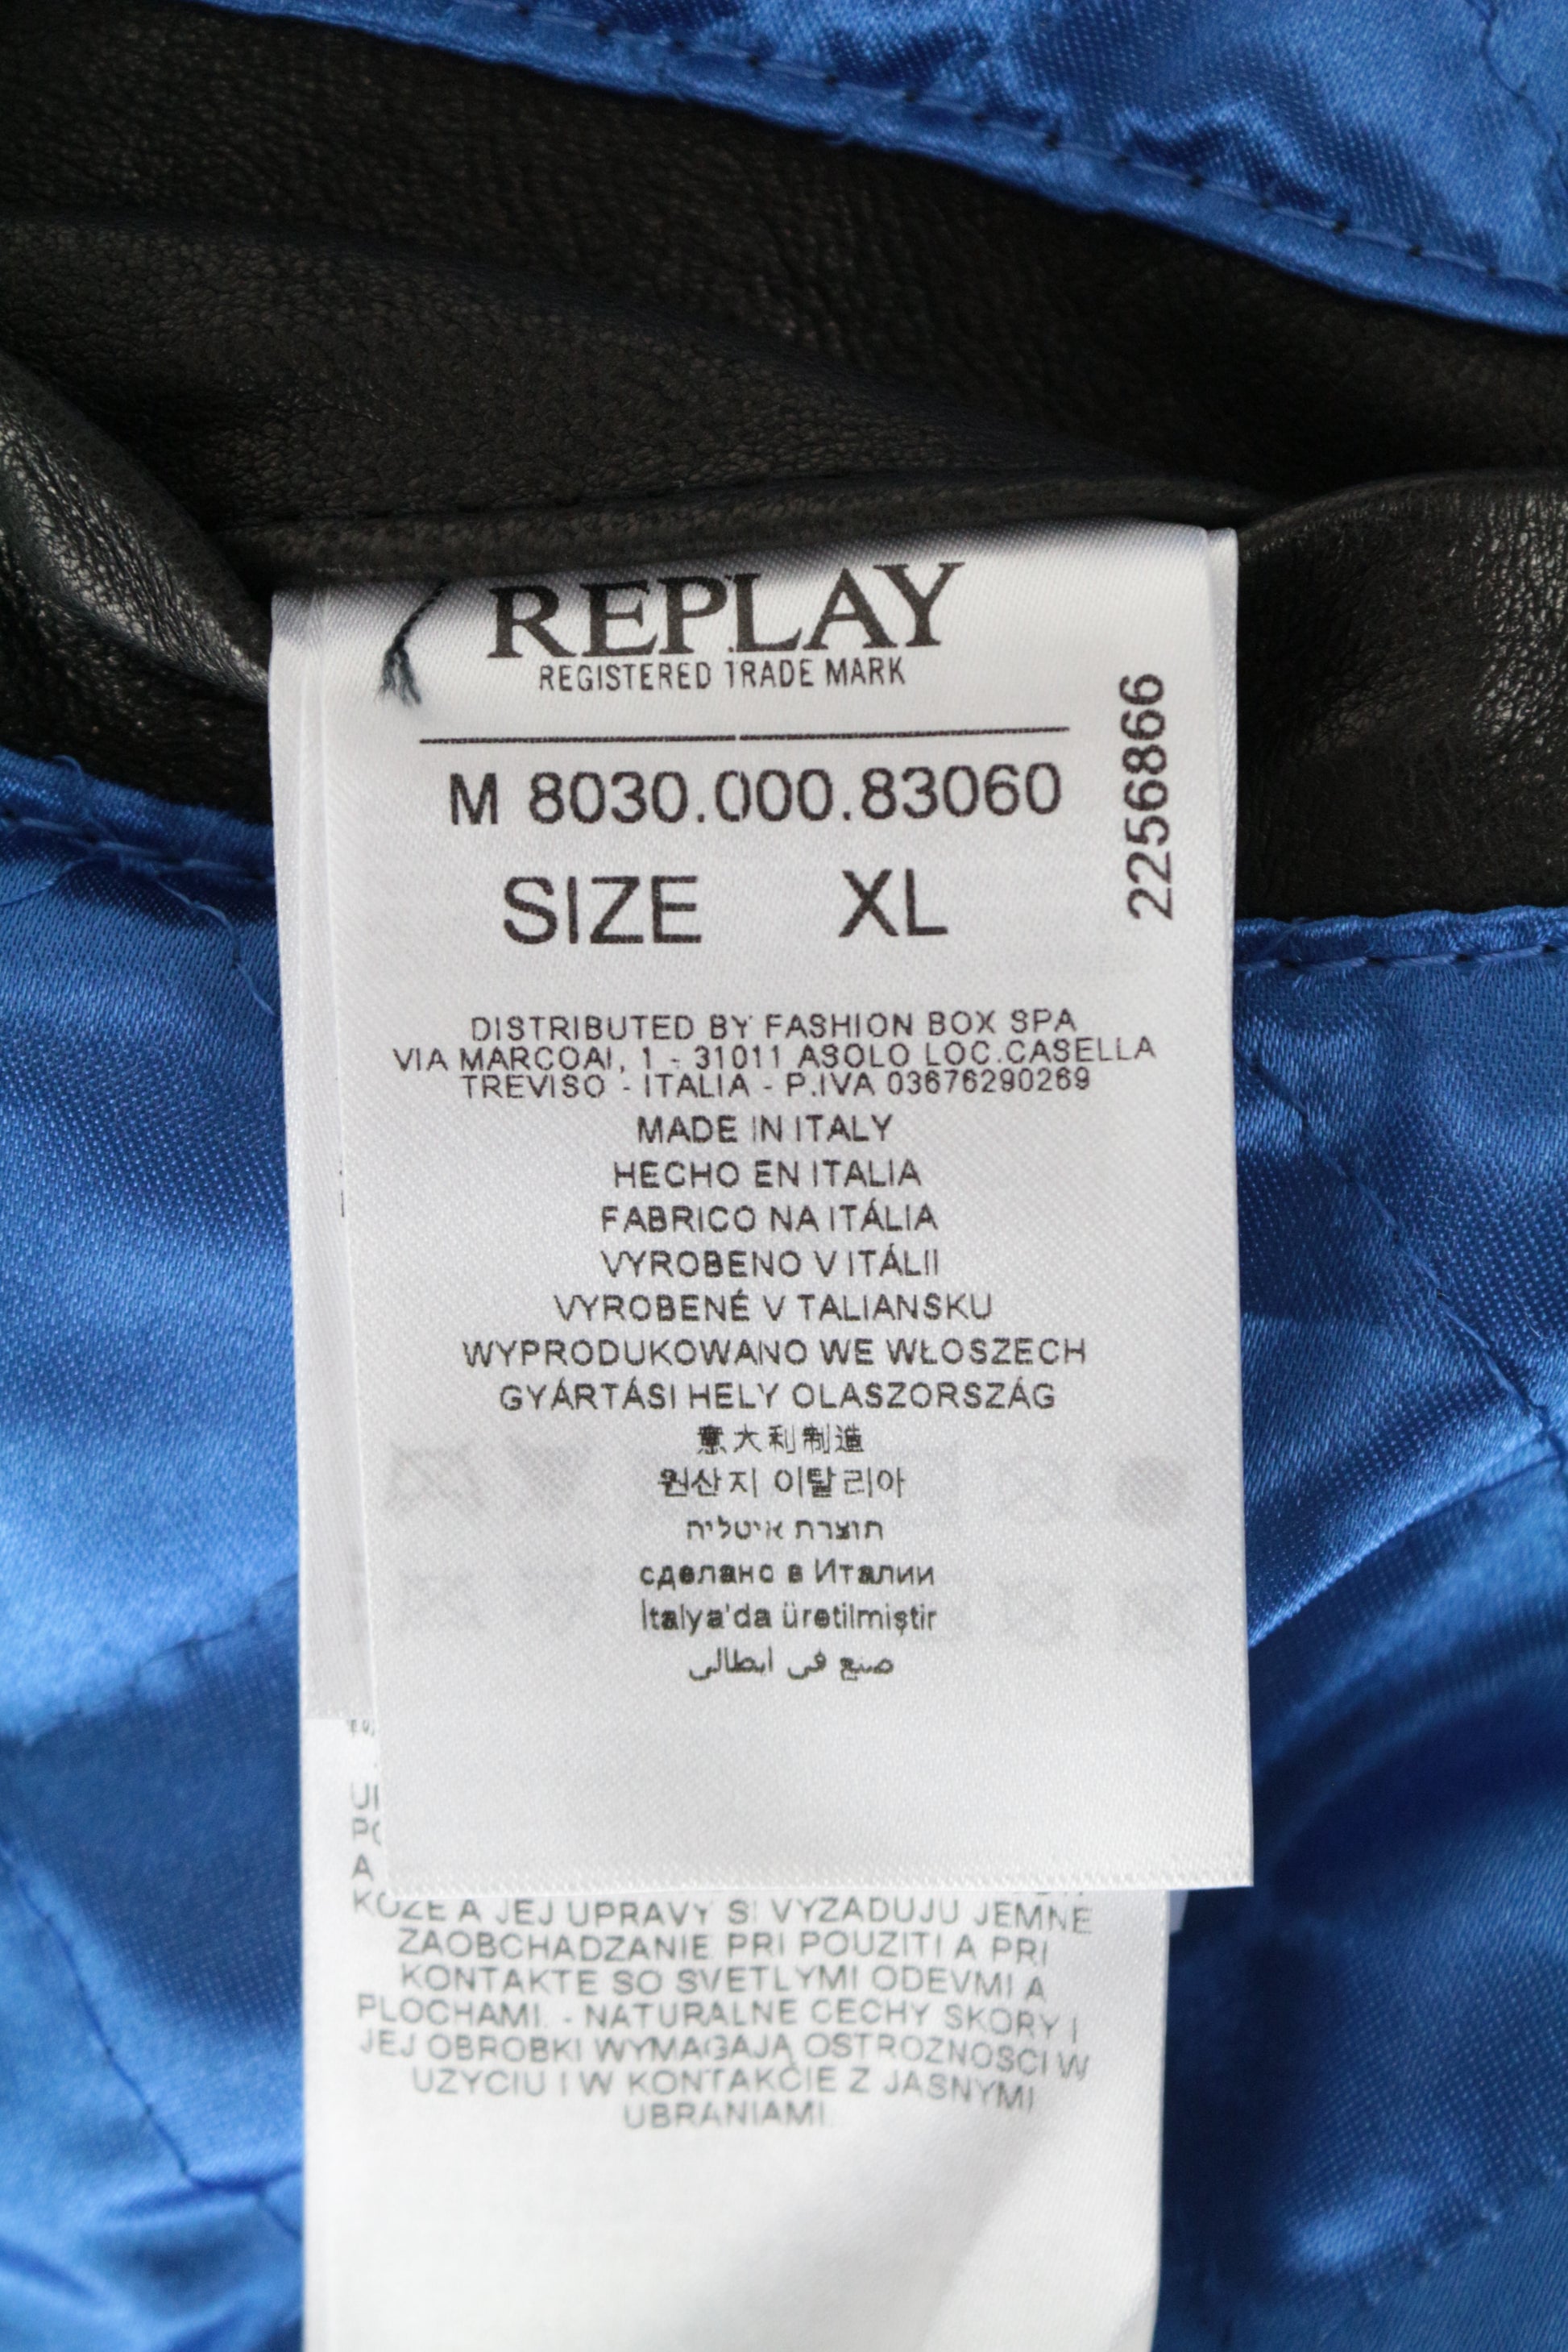 REPLAY
REGISTERED TRADE MARK
M 8030.000.83060
2256866
SIZE XL
DISTRIBUTED BY FASHION BOX SPA
VIA MARCOAI, 1 - 31011 ASOLO LOC.CASELLA
TREVISO - ITALIA - P.IVA 03676290269
MADE IN ITALY
HECHO EN ITALIA
FABRICO NA ITÁLIA
VYROBENO V ITÁLII
VYROBENÉ V TALIANSKU
WYPRODUKOWANO WE WŁOSZECH
GYÁRTÁSI HELY OLASZORSZÁG
意大利制造
원산지 이탈리아
תוצרת איטליה
сделано в Италии
İtalya'da üretilmiştir
صنع في ايطالي
A
KOZE A JEJ UPRAVY SI VYZADUJU JEMNE
ZAOBCHADZANIE PRI POUZITI A PRI
KONTAKTE SO SVETLYMI ODEVMI A
PLOCHAMI. - NATURALNE CECHY SKORY I
JEJ OBROBKI WYMAGAJĄ OSTROZNOSCI W
UZYCIU I W KONTAKCIE Z JASNYMI
UBRANIAMI